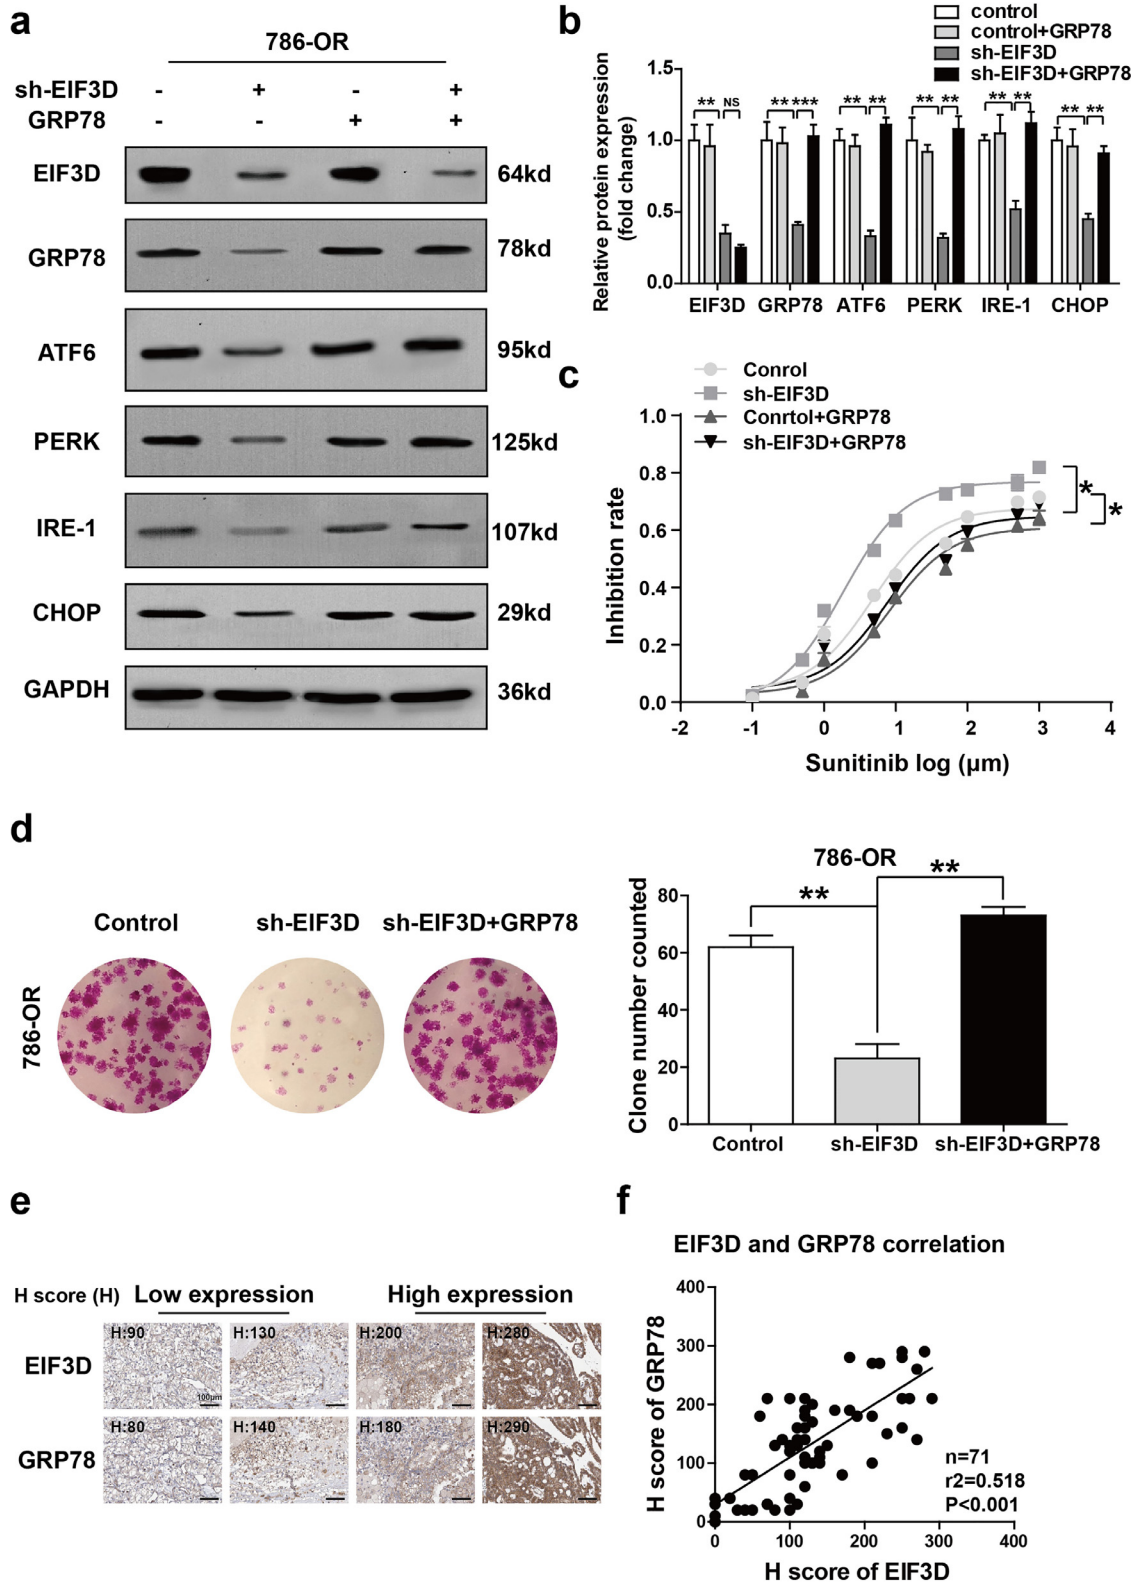 a
786-OR
sh-EIF3D - + - +
GRP78 - - + +
EIF3D 64kd
GRP78 78kd
ATF6 95kd
PERK 125kd
IRE-1 107kd
CHOP 29kd
GAPDH 36kd
b
control
control+GRP78
sh-EIF3D
sh-EIF3D+GRP78
Relative protein expression
(fold change)
1.5
1.0
0.5
0.0
** NS ** *** ** ** ** ** ** ** ** **
EIF3D GRP78 ATF6 PERK IRE-1 CHOP
c
Conrol
sh-EIF3D
Conrtol+GRP78
sh-EIF3D+GRP78
Inhibition rate
1.0
0.8
0.6
0.4
0.2
0.0
* *
-2 -1 0 1 2 3 4
Sunitinib log (μm)
d
Control sh-EIF3D sh-EIF3D+GRP78
786-OR
786-OR
** **
Clone number counted
80
60
40
20
0
Control sh-EIF3D sh-EIF3D+GRP78
e
H score (H) Low expression High expression
EIF3D H:90 H:130 H:200 H:280
100μm
GRP78 H:80 H:140 H:180 H:290
f
EIF3D and GRP78 correlation
H score of GRP78
400
300
200
100
0
n=71
r2=0.518
P<0.001
0 100 200 300 400
H score of EIF3D